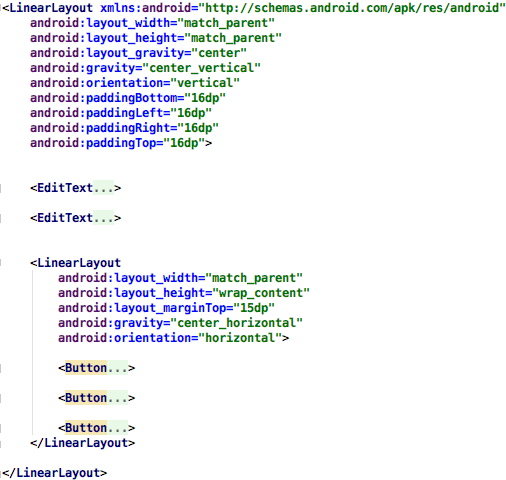 <LinearLayout xmlns:android="http://schemas.android.com/apk/res/android"
    android:layout_width="match_parent"
    android:layout_height="match_parent"
    android:layout_gravity="center"
    android:gravity="center_vertical"
    android:orientation="vertical"
    android:paddingBottom="16dp"
    android:paddingLeft="16dp"
    android:paddingRight="16dp"
    android:paddingTop="16dp">
    <EditText...>
    <EditText...>
    <LinearLayout
        android:layout_width="match_parent"
        android:layout_height="wrap_content"
        android:layout_marginTop="15dp"
        android:gravity="center_horizontal"
        android:orientation="horizontal">
        <Button...>
        <Button...>
        <Button...>
    </LinearLayout>
</LinearLayout>